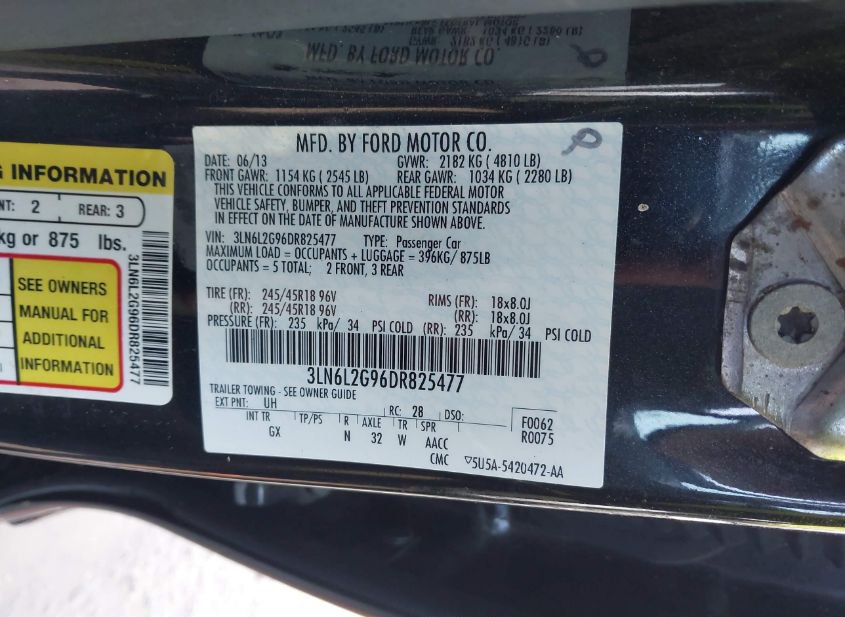 MFD. BY FORD MOTOR CO.
DATE: 06/13 GVWR: 2182 KG ( 4810 LB)
FRONT GAWR: 1154 KG ( 2545 LB) REAR GAWR: 1034 KG ( 2280 LB)
THIS VEHICLE CONFORMS TO ALL APPLICABLE FEDERAL MOTOR
VEHICLE SAFETY, BUMPER, AND THEFT PREVENTION STANDARDS
IN EFFECT ON THE DATE OF MANUFACTURE SHOWN ABOVE.
VIN: 3LN6L2G96DR825477 TYPE: Passenger Car
MAXIMUM LOAD = OCCUPANTS + LUGGAGE = 396KG/ 875LB
OCCUPANTS = 5 TOTAL; 2 FRONT, 3 REAR
TIRE (FR): 245/45R18 96V RIMS (FR): 18x8.0J
(RR): 245/45R18 96V (RR): 18x8.0J
PRESSURE (FR): 235 kPa/ 34 PSI COLD (RR): 235 kPa/ 34 PSI COLD
3LN6L2G96DR825477
TRAILER TOWING - SEE OWNER GUIDE
EXT PNT: UH RC: 28 DSO: F0062
INT TR TP/PS R AXLE TR SPR R0075
GX N 32 W AACC
CMC ▽5U5A-5420472-AA
INFORMATION
2 REAR: 3
kg or 875 lbs.
SEE OWNERS
MANUAL FOR
ADDITIONAL
INFORMATION
3LN6L2G96DR825477
MFD. BY FORD MOTOR CO.